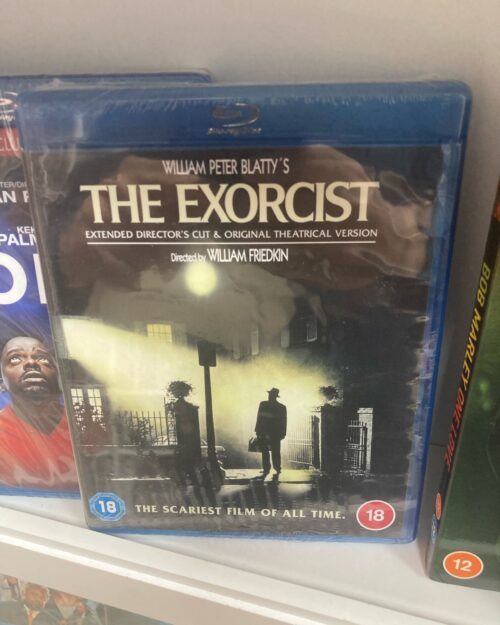 WILLIAM PETER BLATTY'S
THE EXORCIST
EXTENDED DIRECTOR'S CUT & ORIGINAL THEATRICAL VERSION
Directed by WILLIAM FRIEDKIN
THE SCARIEST FILM OF ALL TIME.
18
18
BOB MARLEY ONE LOVE
12